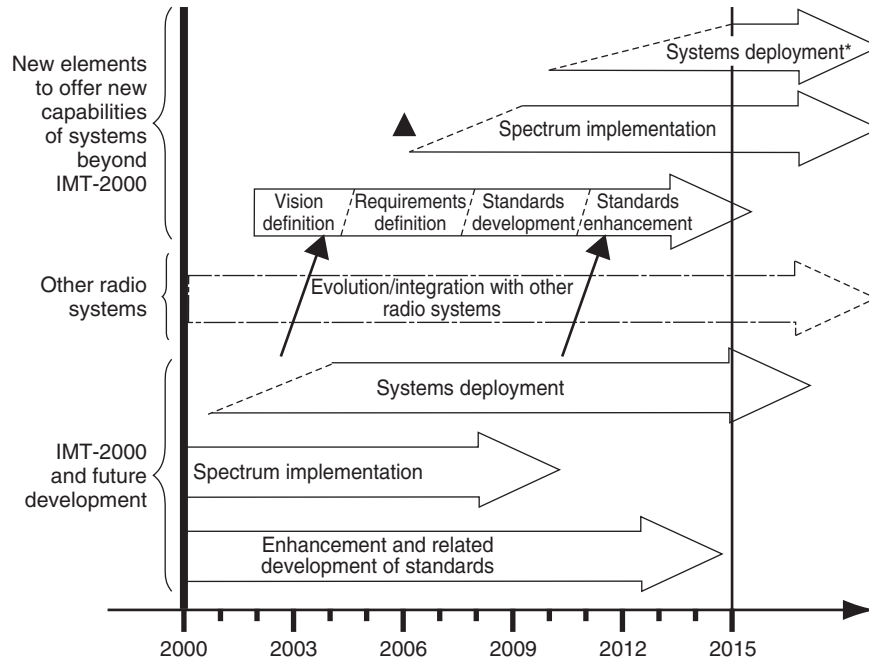 New elements
to offer new
capabilities
of systems
beyond
IMT-2000
Systems deployment*
Spectrum implementation
Vision
definition
Requirements
definition
Standards
development
Standards
enhancement
Other radio
systems
Evolution/integration with other
radio systems
IMT-2000
and future
development
Systems deployment
Spectrum implementation
Enhancement and related
development of standards
2000 2003 2006 2009 2012 2015